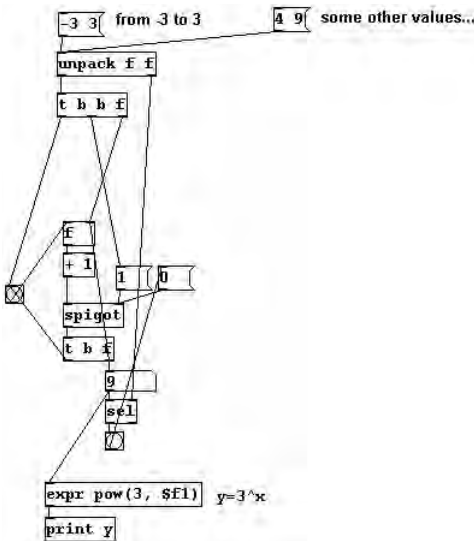 -3 3 from -3 to 3 4 9 some other values...
unpack f f
t b b f
f
+ 1
1 0
spigot
t b f
9
sel
expr pow(3, $f1) y=3^x
print y